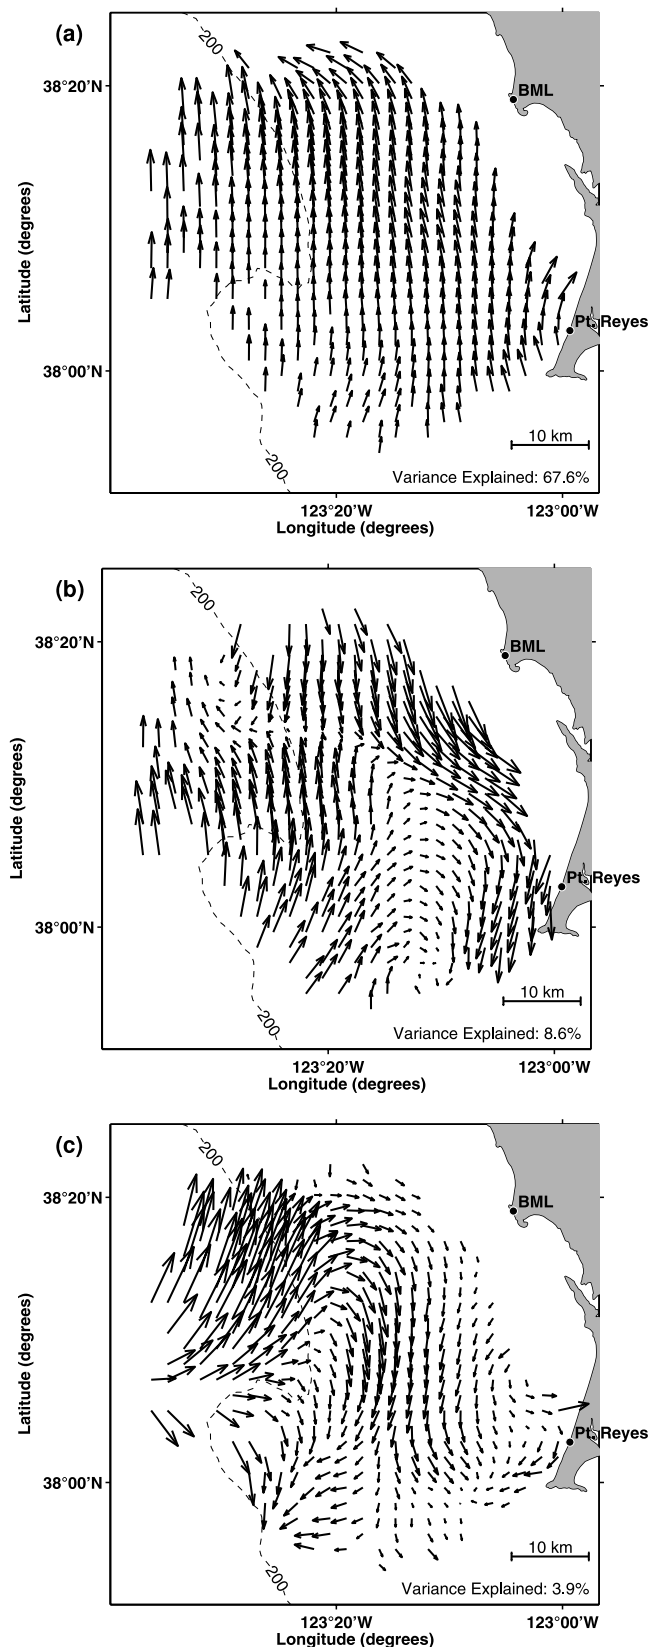 (a)
200
38°20'N
BML
Latitude (degrees)
Pt. Reyes
38°00'N
10 km
200
Variance Explained: 67.6%
123°20'W
123°00'W
Longitude (degrees)
(b)
200
38°20'N
BML
Latitude (degrees)
Pt. Reyes
38°00'N
10 km
200
Variance Explained: 8.6%
123°20'W
123°00'W
Longitude (degrees)
(c)
200
38°20'N
BML
Latitude (degrees)
Pt. Reyes
38°00'N
10 km
200
Variance Explained: 3.9%
123°20'W
123°00'W
Longitude (degrees)